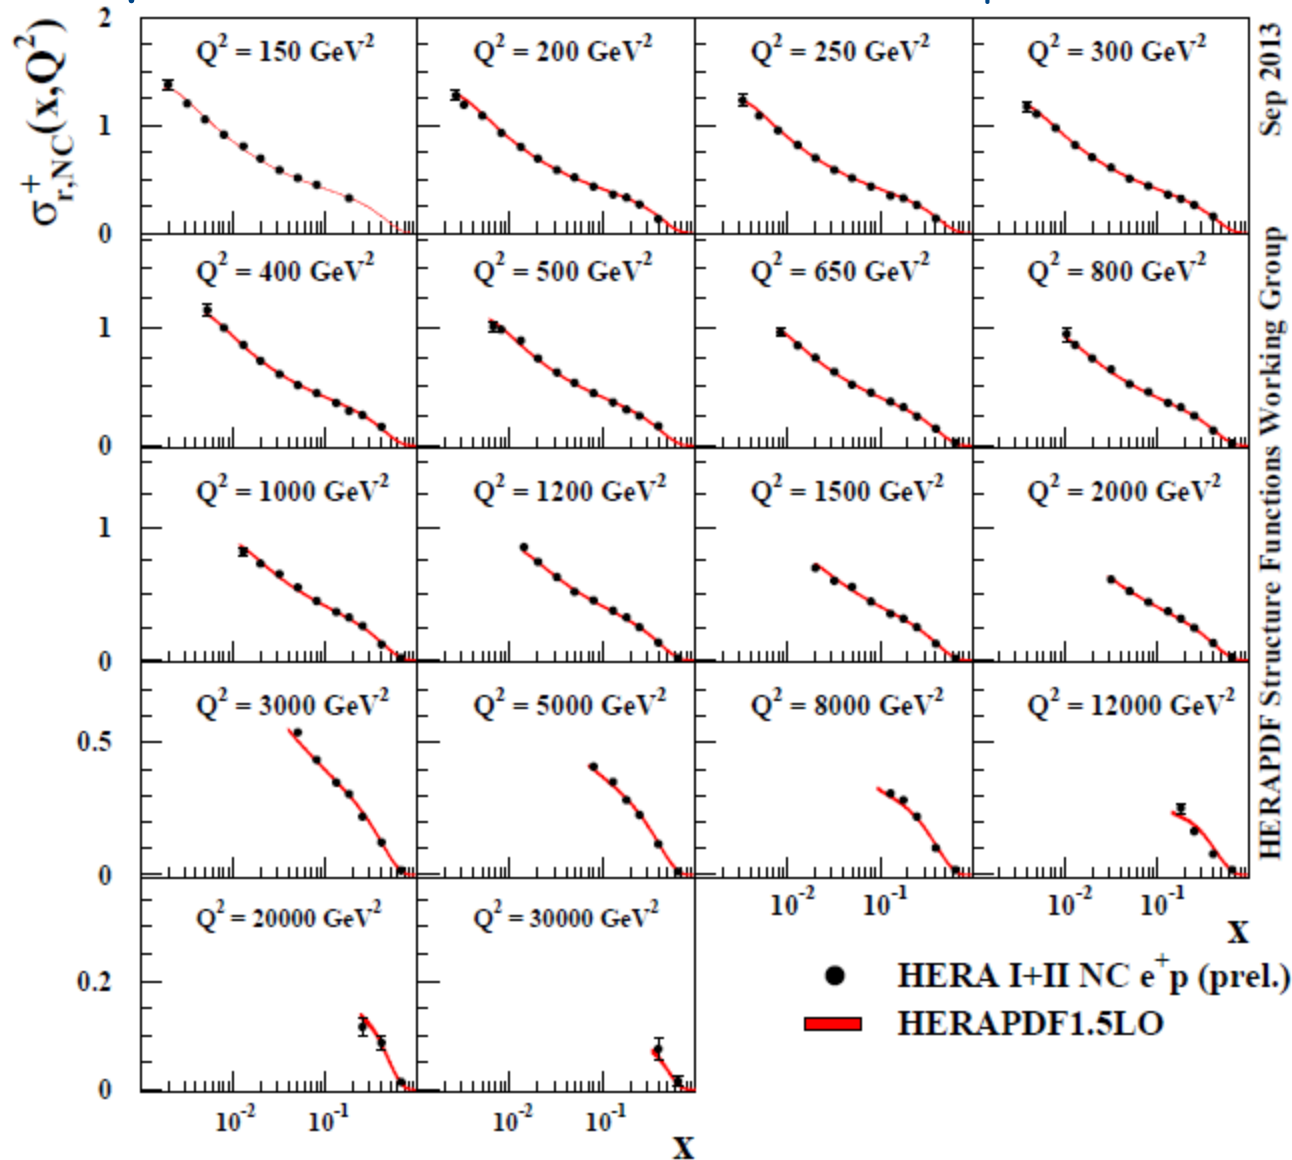 σ⁺r,NC(x,Q²)
2
Q² = 150 GeV²
Q² = 200 GeV²
Q² = 250 GeV²
Q² = 300 GeV²
1
0
Q² = 400 GeV²
Q² = 500 GeV²
Q² = 650 GeV²
Q² = 800 GeV²
1
0
Q² = 1000 GeV²
Q² = 1200 GeV²
Q² = 1500 GeV²
Q² = 2000 GeV²
1
0
Q² = 3000 GeV²
Q² = 5000 GeV²
Q² = 8000 GeV²
Q² = 12000 GeV²
0.5
0
10⁻² 10⁻¹
10⁻² 10⁻¹
x
Q² = 20000 GeV²
Q² = 30000 GeV²
0.2
0
10⁻² 10⁻¹
10⁻² 10⁻¹
x
HERA I+II NC e⁺p (prel.)
HERAPDF1.5LO
HERAPDF Structure Functions Working Group Sep 2013